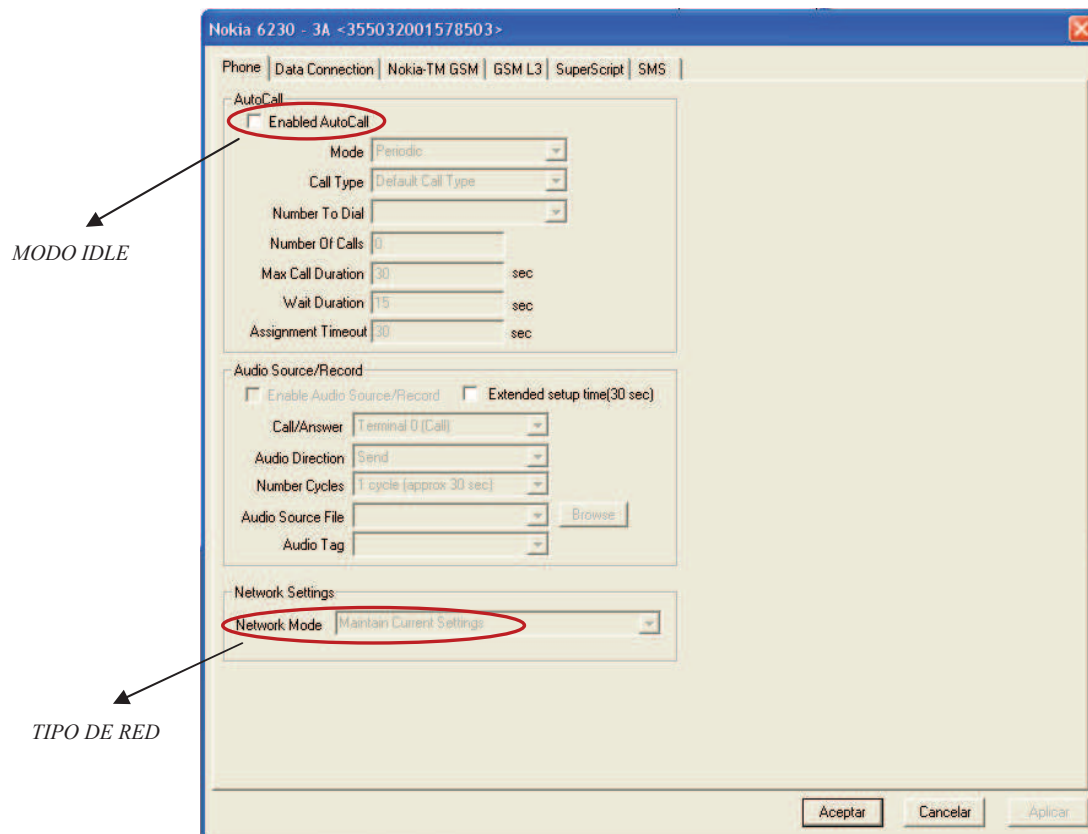 Nokia 6230 - 3A <355032001578503>
Phone Data Connection Nokia-TM GSM GSM L3 SuperScript SMS
AutoCall
Enabled AutoCall
Mode Periodic
Call Type Default Call Type
Number To Dial
MODO IDLE
Number Of Calls 0
Max Call Duration 30 sec
Wait Duration 15 sec
Assignment Timeout 30 sec
Audio Source/Record
Enable Audio Source/Record Extended setup time(30 sec)
Call/Answer Terminal 0 (Call)
Audio Direction Send
Number Cycles 1 cycle (approx 30 sec)
Audio Source File Browse
Audio Tag
Network Settings
Network Mode Maintain Current Settings
TIPO DE RED
Aceptar Cancelar Aplicar